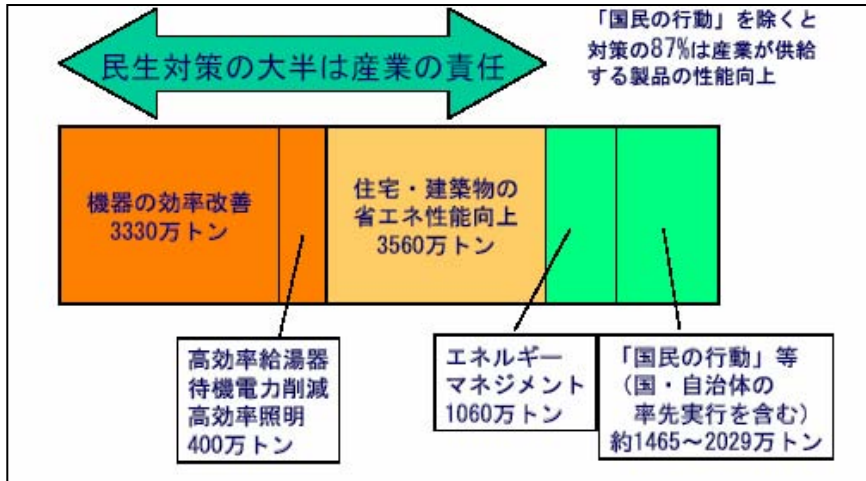 民生対策の大半は産業の責任
「国民の行動」を除くと
対策の87%は産業が供給
する製品の性能向上
機器の効率改善
3330万トン
住宅・建築物の
省エネ性能向上
3560万トン
高効率給湯器
待機電力削減
高効率照明
400万トン
エネルギー
マネジメント
1060万トン
「国民の行動」等
（国・自治体の
率先実行を含む）
約1465～2029万トン